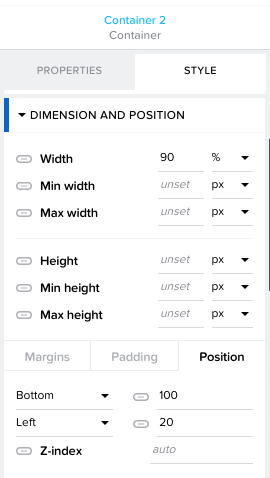 Container 2
Container
PROPERTIES STYLE
DIMENSION AND POSITION
Width 90 %
Min width unset px
Max width unset px
Height unset px
Min height unset px
Max height unset px
Margins Padding Position
Bottom 100
Left 20
Z-index auto